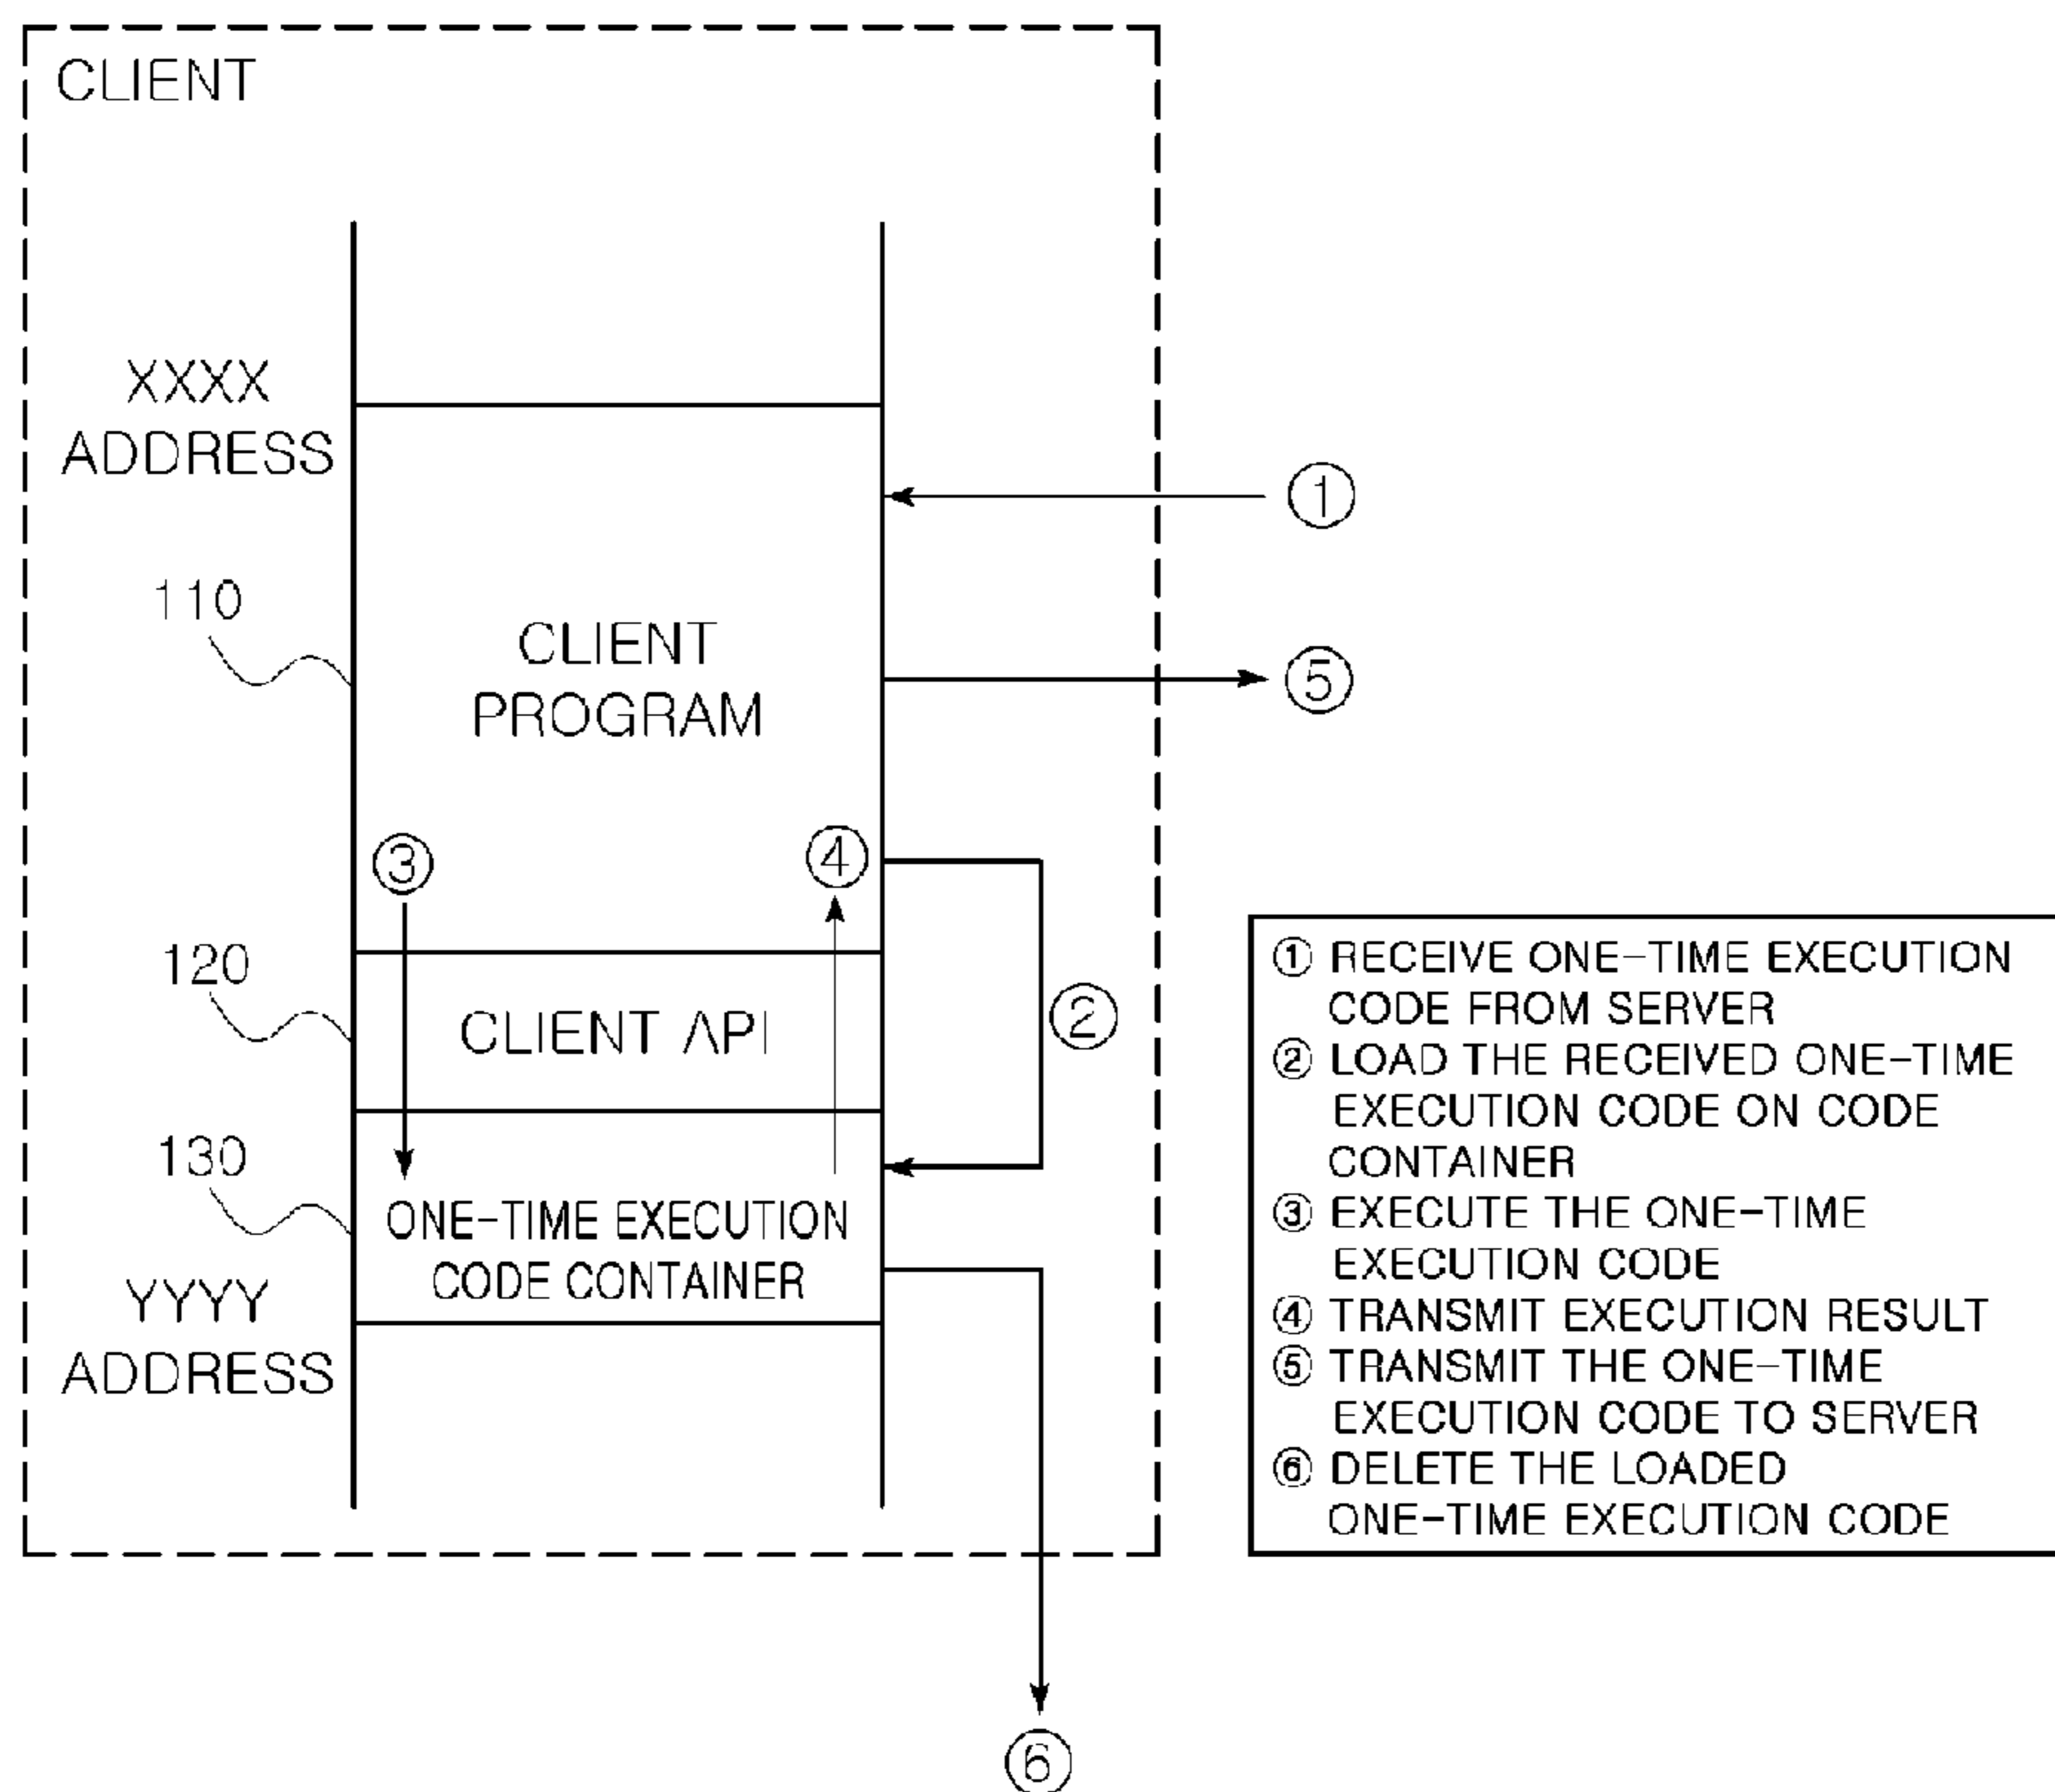 CLIENT
XXXX
ADDRESS
①
110
CLIENT
PROGRAM
⑤
③
④
120
CLIENT API
②
130
ONE-TIME EXECUTION
CODE CONTAINER
YYYY
ADDRESS
⑥
① RECEIVE ONE-TIME EXECUTION
CODE FROM SERVER
② LOAD THE RECEIVED ONE-TIME
EXECUTION CODE ON CODE
CONTAINER
③ EXECUTE THE ONE-TIME
EXECUTION CODE
④ TRANSMIT EXECUTION RESULT
⑤ TRANSMIT THE ONE-TIME
EXECUTION CODE TO SERVER
⑥ DELETE THE LOADED
ONE-TIME EXECUTION CODE